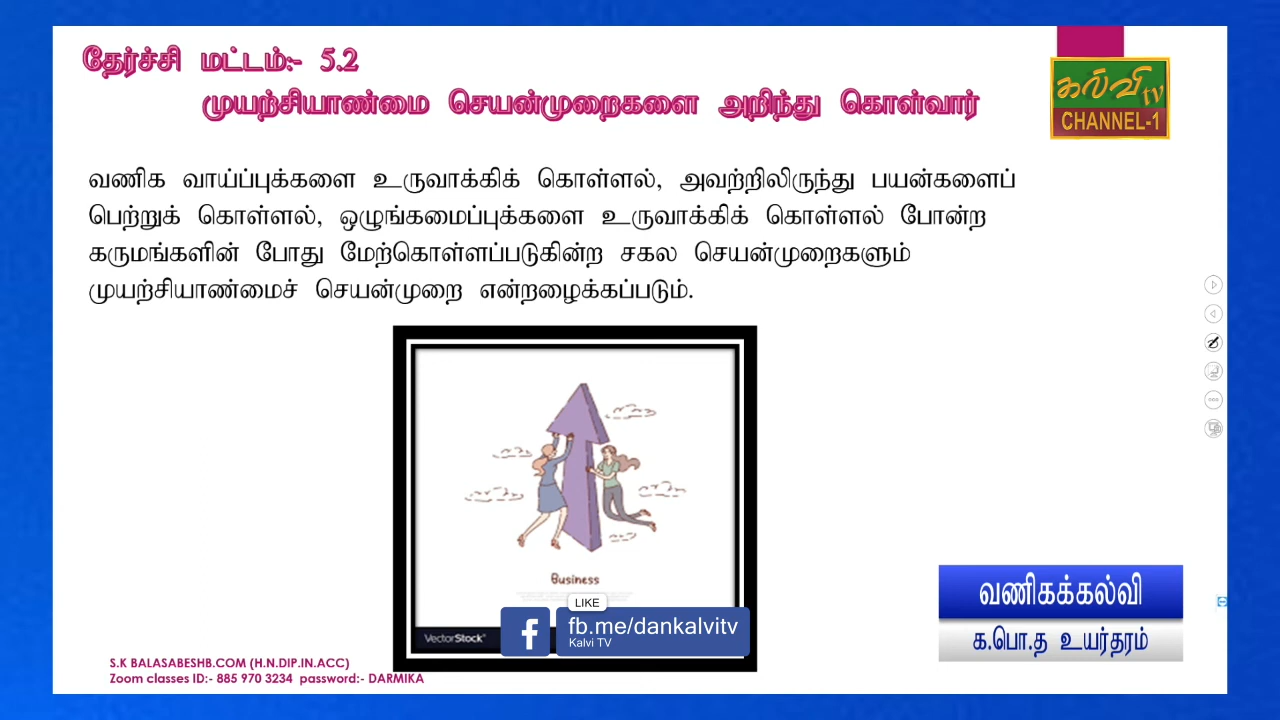 தேர்ச்சி மட்டம்:- 5.2
முயற்சியாண்மை செயன்முறைகளை அறிந்து கொள்வார்
கல்வி tv
CHANNEL-1
வணிக வாய்ப்புக்களை உருவாக்கிக் கொள்ளல், அவற்றிலிருந்து பயன்களைப்
பெற்றுக் கொள்ளல், ஒழுங்கமைப்புக்களை உருவாக்கிக் கொள்ளல் போன்ற
கருமங்களின் போது மேற்கொள்ளப்படுகின்ற சகல செயன்முறைகளும்
முயற்சியாண்மைச் செயன்முறை என்றழைக்கப்படும்.
Business
LIKE
fb.me/dankalvitv
Kalvi TV
VectorStock®
வணிகக்கல்வி
க.பொ.த உயர்தரம்
S.K BALASABESHB.COM (H.N.DIP.IN.ACC)
Zoom classes ID:- 885 970 3234 password:- DARMIKA